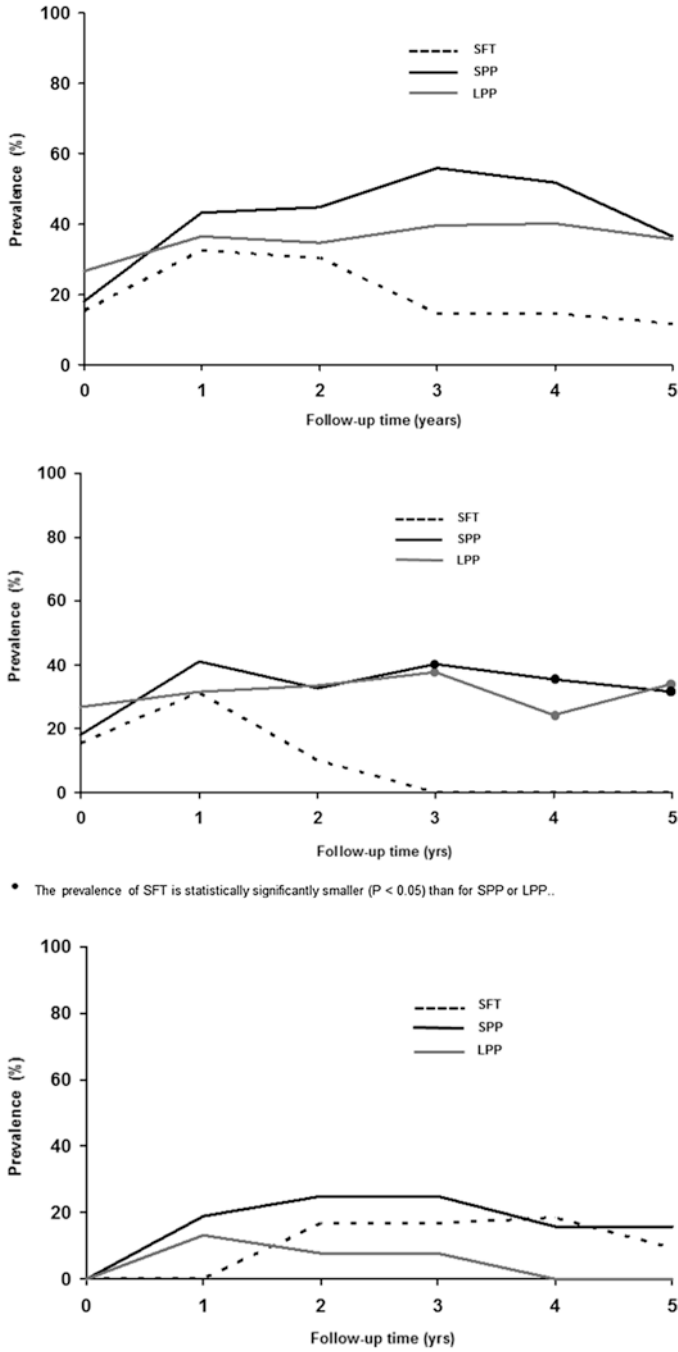 100
80
60
40
20
0
Prevalence (%)
SFT
SPP
LPP
0 1 2 3 4 5
Follow-up time (years)
100
80
60
40
20
0
Prevalence (%)
SFT
SPP
LPP
0 1 2 3 4 5
Follow-up time (yrs)
• The prevalence of SFT is statistically significantly smaller (P < 0.05) than for SPP or LPP..
100
80
60
40
20
0
Prevalence (%)
SFT
SPP
LPP
0 1 2 3 4 5
Follow-up time (yrs)